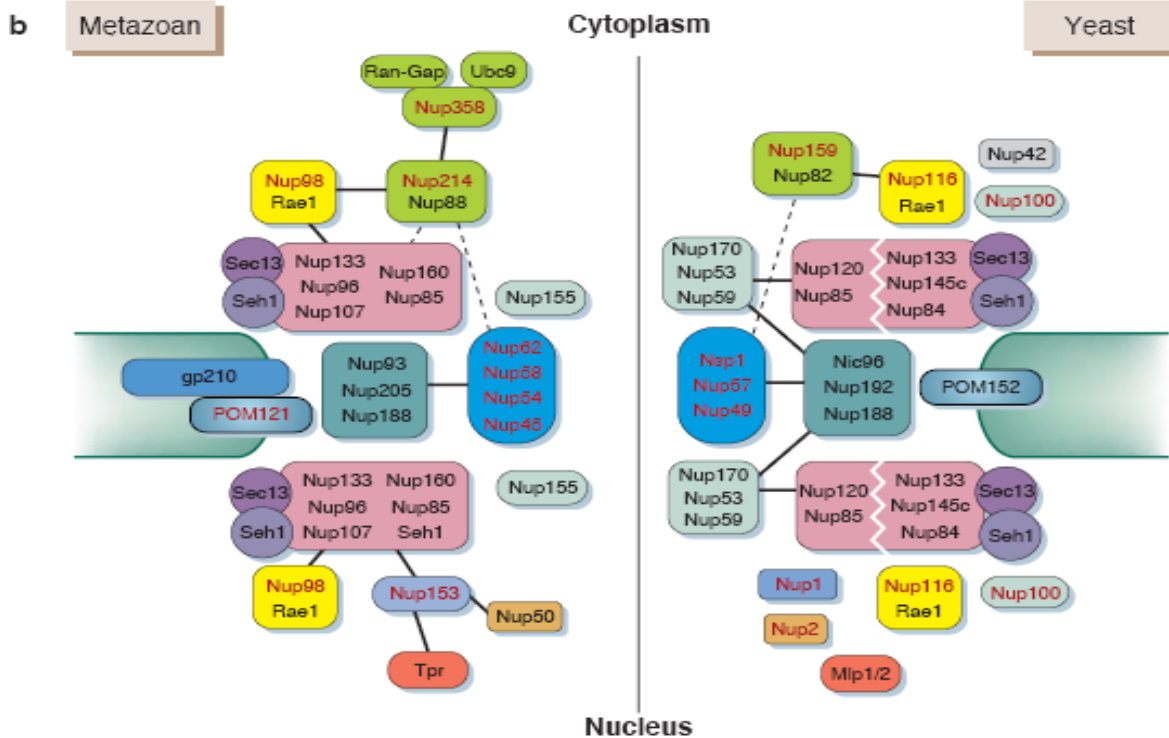 b
Metazoan
Cytoplasm
Yeast
Ran-Gap
Ubc9
Nup358
Nup98
Rae1
Nup214
Nup88
Sec13
Seh1
Nup133
Nup96
Nup107
Nup160
Nup85
Nup155
gp210
POM121
Nup93
Nup205
Nup188
Nup62
Nup58
Nup54
Nup45
Nup155
Sec13
Seh1
Nup133
Nup96
Nup107
Nup160
Nup85
Seh1
Nup98
Rae1
Nup153
Nup50
Tpr
Nup159
Nup82
Nup116
Rae1
Nup42
Nup100
Nup170
Nup53
Nup59
Nup120
Nup85
Nup133
Nup145c
Nup84
Sec13
Seh1
Nsp1
Nup57
Nup49
Nic96
Nup192
Nup188
POM152
Nup170
Nup53
Nup59
Nup120
Nup85
Nup133
Nup145c
Nup84
Sec13
Seh1
Nup1
Nup2
Nup116
Rae1
Nup100
Mlp1/2
Nucleus